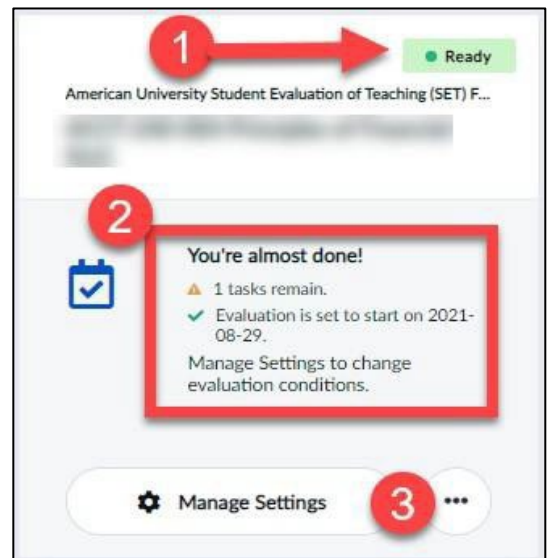 1
Ready
American University Student Evaluation of Teaching (SET) F...
2
You're almost done!
1 tasks remain.
Evaluation is set to start on 2021-
08-29.
Manage Settings to change
evaluation conditions.
Manage Settings
3
...